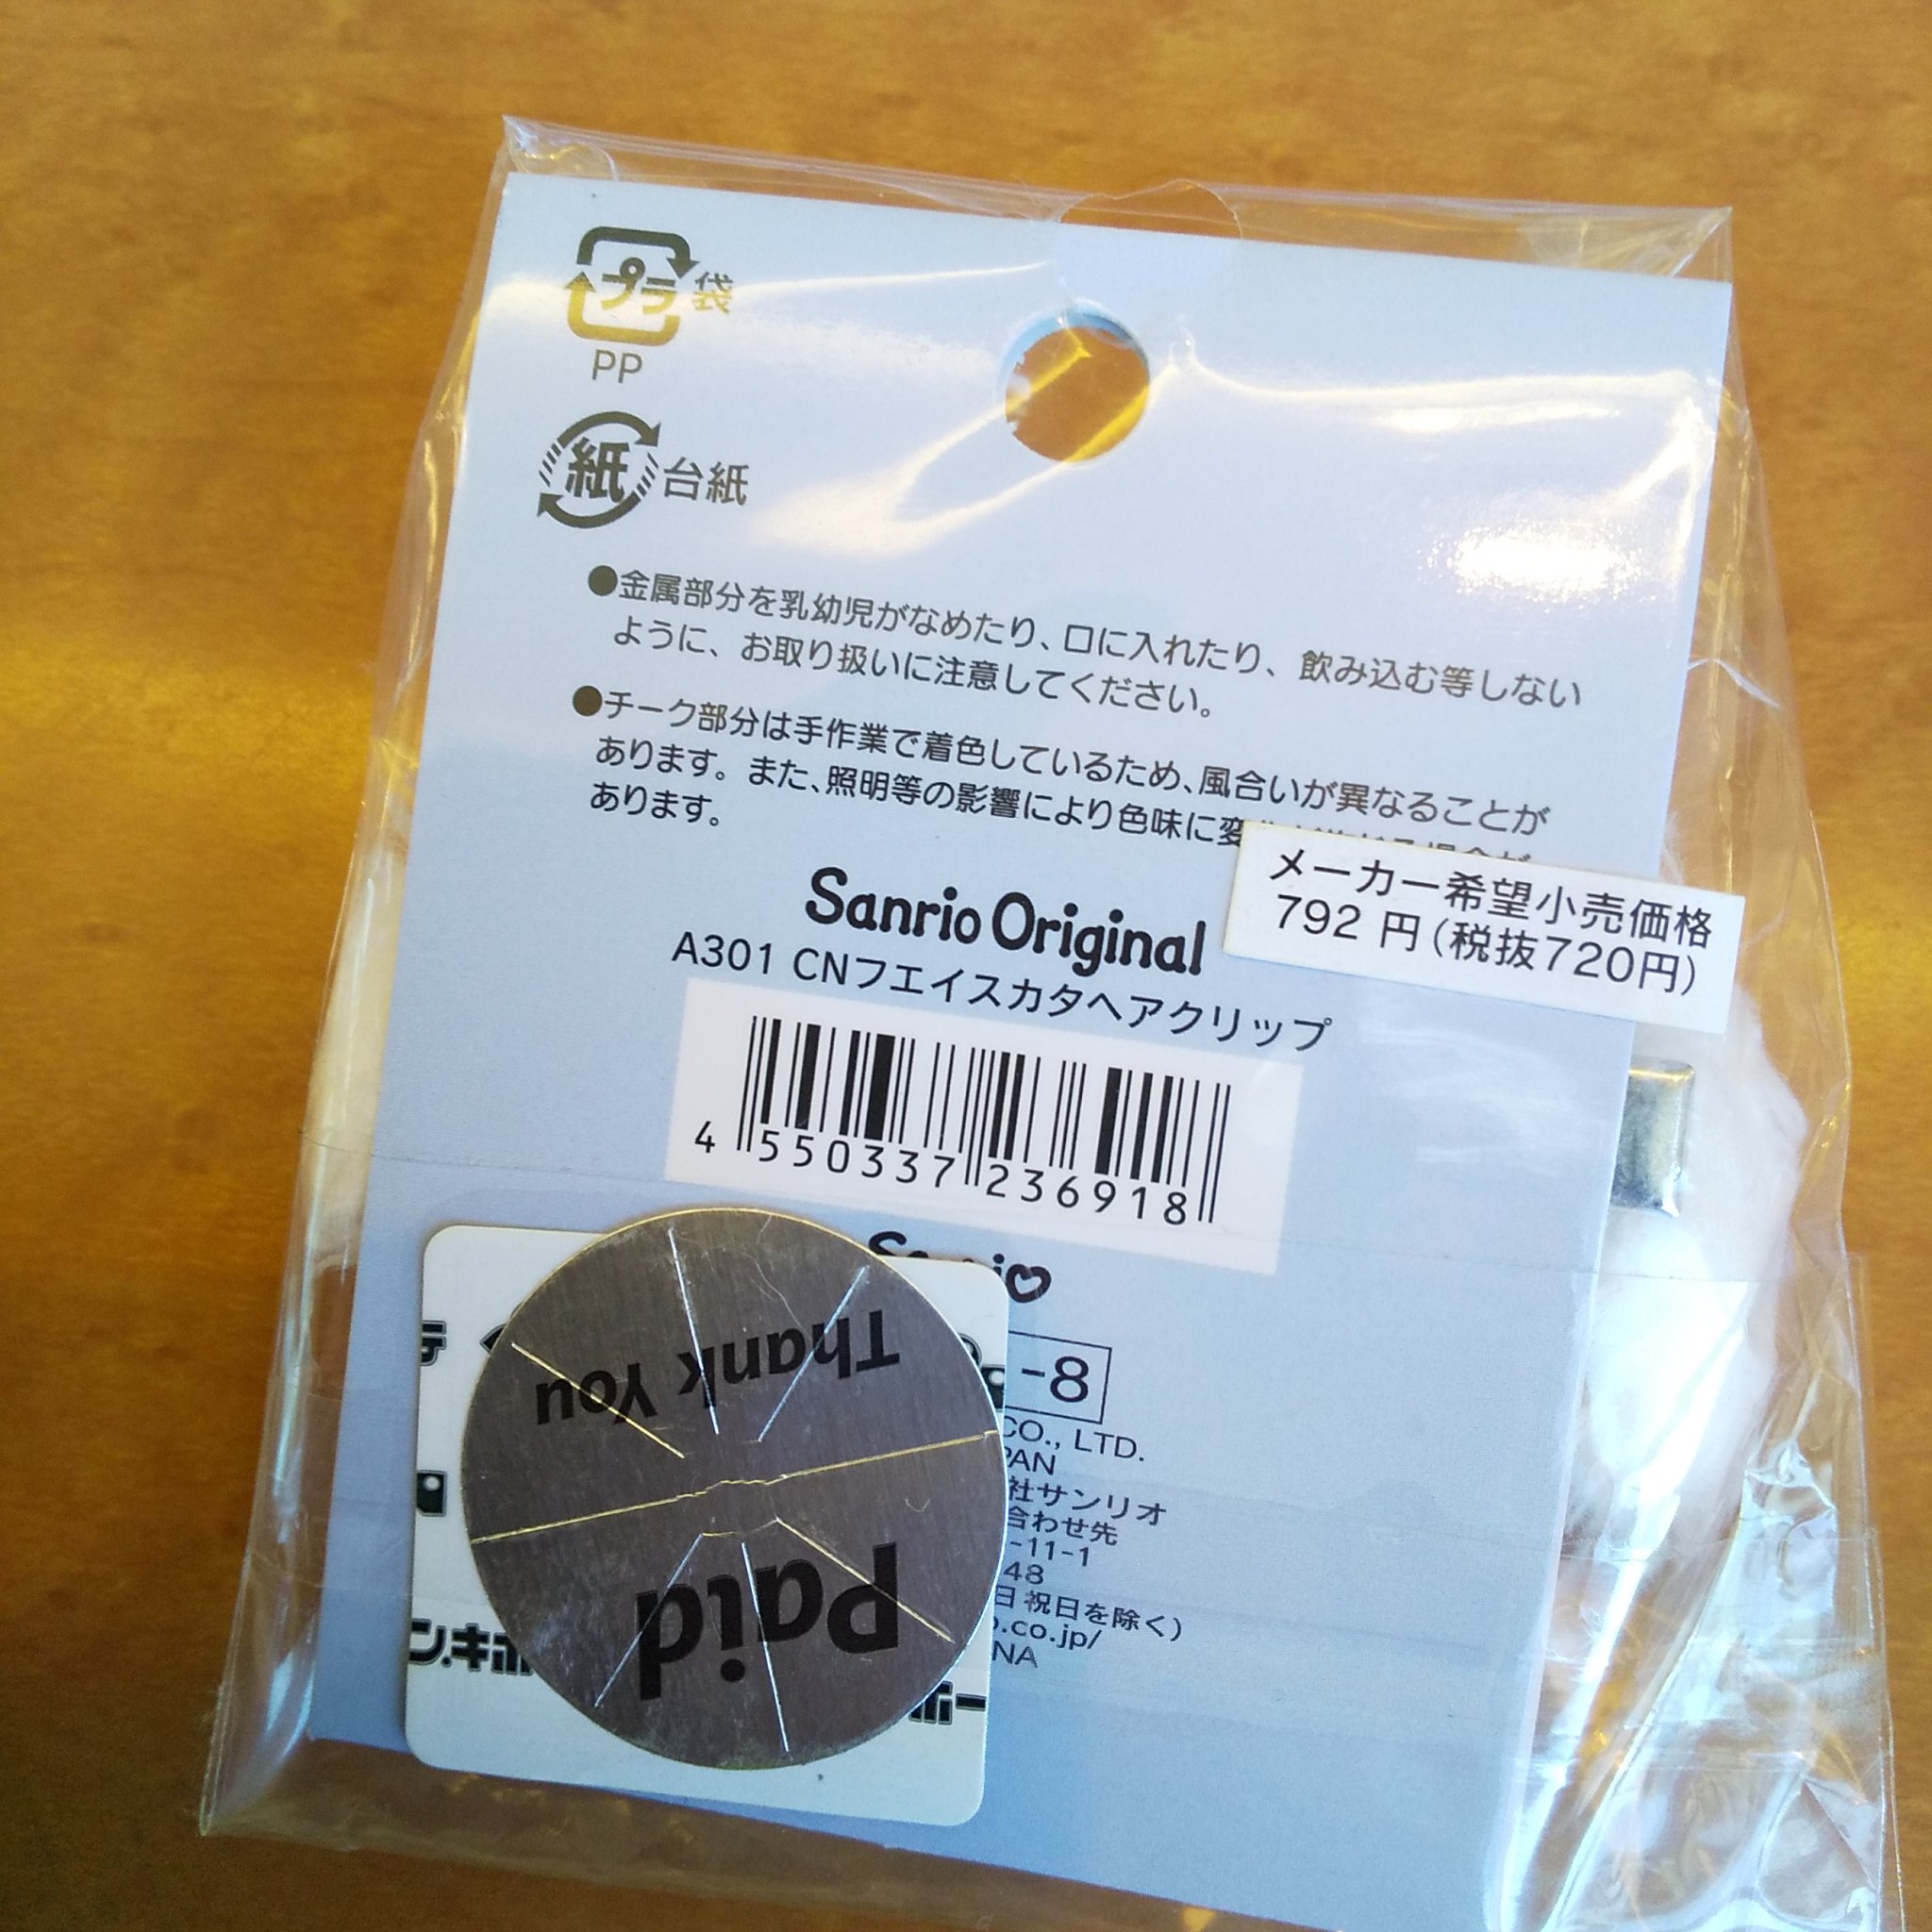 プラ 袋
PP
紙 台紙
●金属部分を乳幼児がなめたり、口に入れたり、飲み込む等しない
ように、お取り扱いに注意してください。
●チーク部分は手作業で着色しているため、風合いが異なることが
あります。また、照明等の影響により色味に変
あります。
メーカー希望小売価格
792 円(税抜720円)
Sanrio Original
A301 CNフエイスカタヘアクリップ
4 550337 236918
Thank You
Paid
-8
CO., LTD.
社サンリオ
合わせ先
-11-1
48
日祝日を除く)
.co.jp/